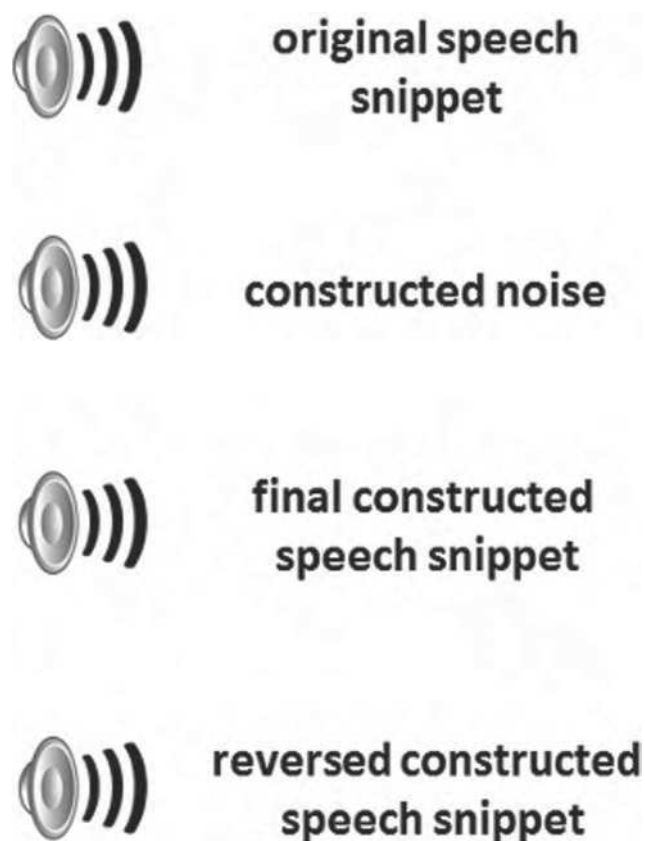 original speech
snippet
constructed noise
final constructed
speech snippet
reversed constructed
speech snippet